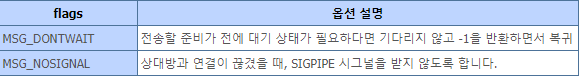 flags 옵션 설명
MSG_DONTWAIT 전송할 준비가 전에 대기 상태가 필요하다면 기다리지 않고 -1을 반환하면서 복귀
MSG_NOSIGNAL 상대방과 연결이 끊겼을 때, SIGPIPE 시그널을 받지 않도록 합니다.